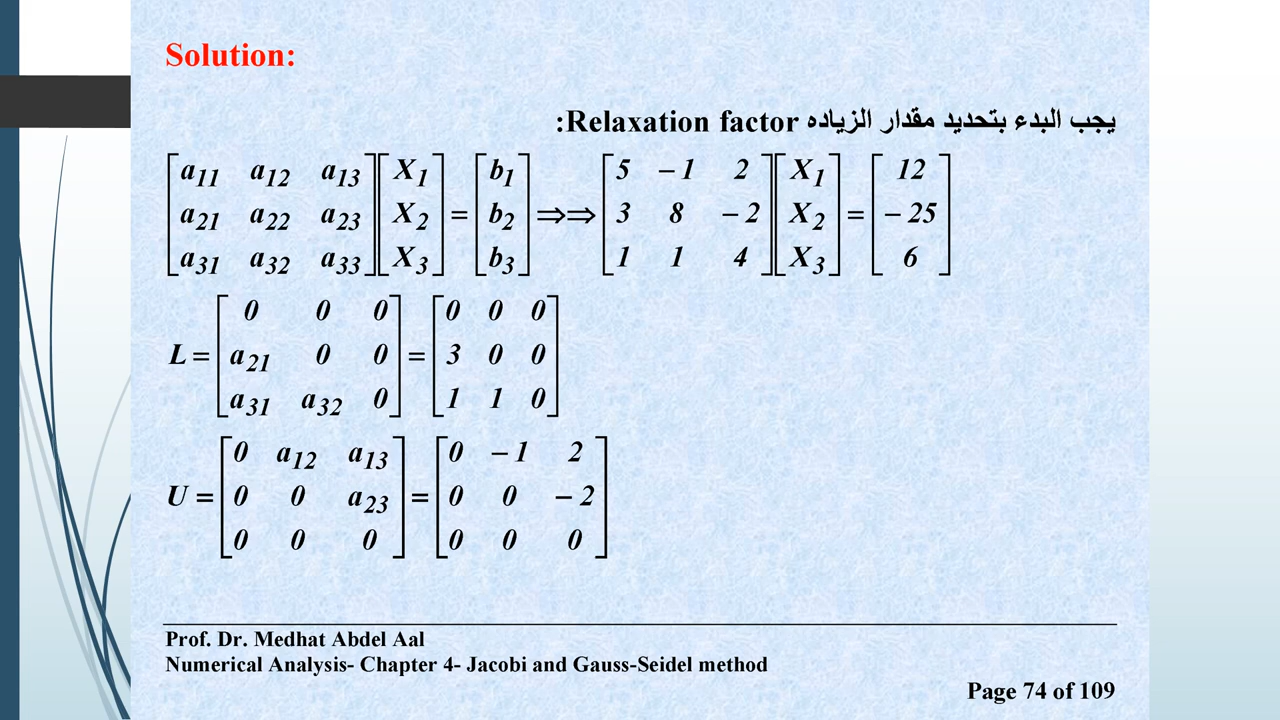 Solution:
يجب البدء بتحديد مقدار الزياده Relaxation factor:
[a11 a12 a13; a21 a22 a23; a31 a32 a33] [X1; X2; X3] = [b1; b2; b3] ⇒⇒ [5 −1 2; 3 8 −2; 1 1 4] [X1; X2; X3] = [12; −25; 6]
L = [0 0 0; a21 0 0; a31 a32 0] = [0 0 0; 3 0 0; 1 1 0]
U = [0 a12 a13; 0 0 a23; 0 0 0] = [0 −1 2; 0 0 −2; 0 0 0]
Prof. Dr. Medhat Abdel Aal
Numerical Analysis- Chapter 4- Jacobi and Gauss-Seidel method
Page 74 of 109